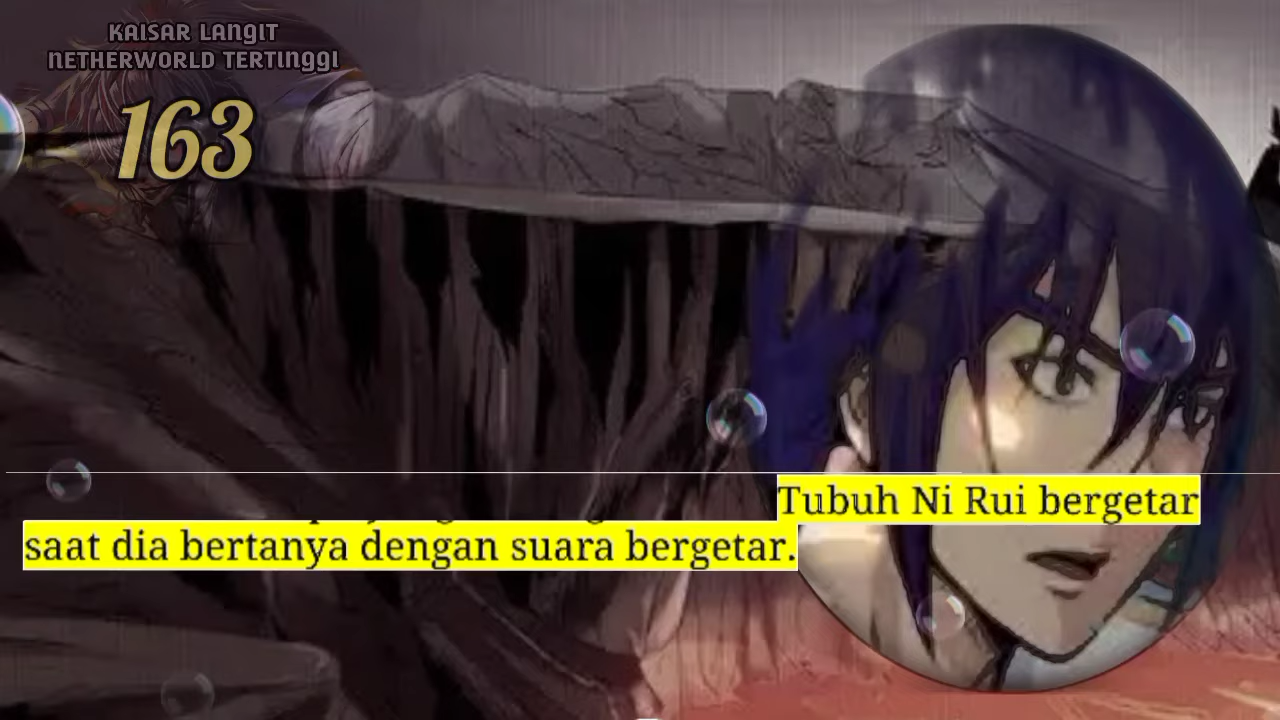 KAISAR LANGIT
NETHERWORLD TERTINGGI
163
Tubuh Ni Rui bergetar
saat dia bertanya dengan suara bergetar.